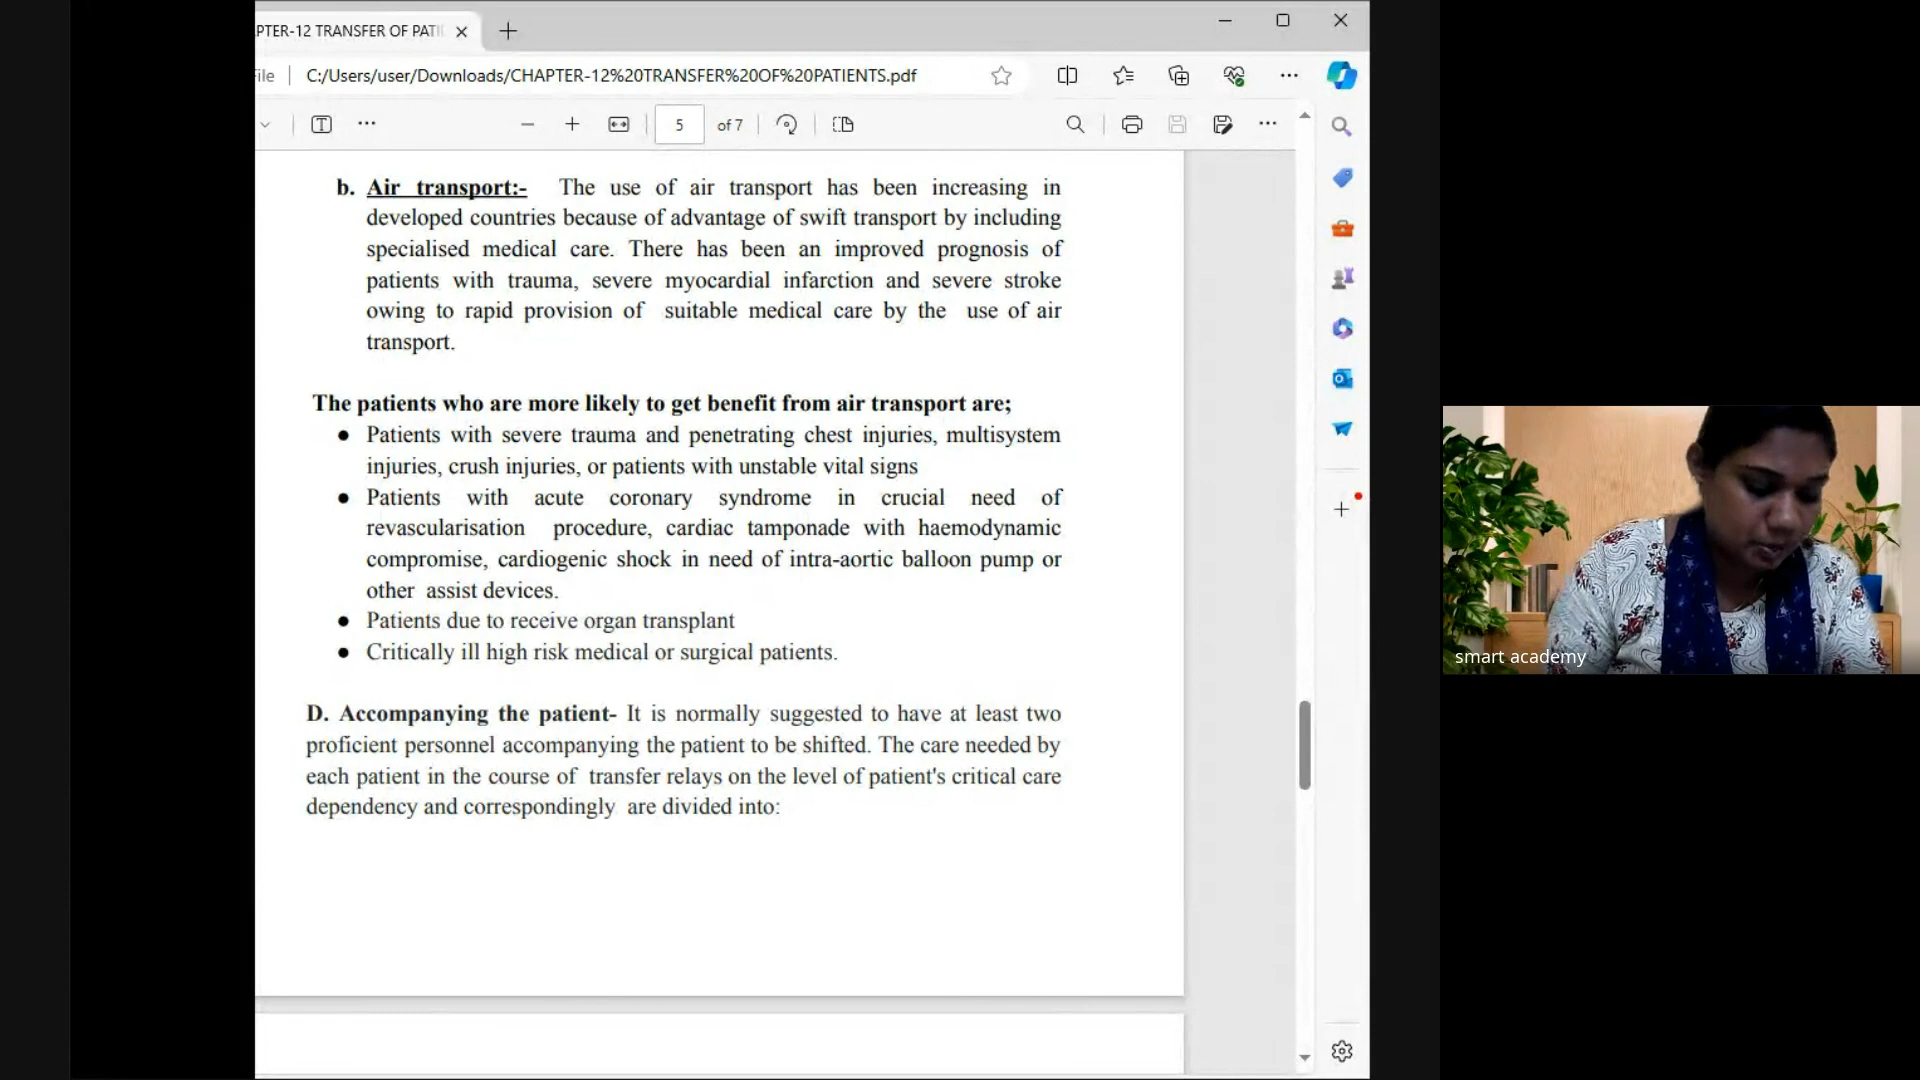 PTER-12 TRANSFER OF PATI
ile
C:/Users/user/Downloads/CHAPTER-12%20TRANSFER%20OF%20PATIENTS.pdf
5 of 7
b. Air transport:- The use of air transport has been increasing in
developed countries because of advantage of swift transport by including
specialised medical care. There has been an improved prognosis of
patients with trauma, severe myocardial infarction and severe stroke
owing to rapid provision of suitable medical care by the use of air
transport.
The patients who are more likely to get benefit from air transport are;
● Patients with severe trauma and penetrating chest injuries, multisystem
injuries, crush injuries, or patients with unstable vital signs
● Patients with acute coronary syndrome in crucial need of
revascularisation procedure, cardiac tamponade with haemodynamic
compromise, cardiogenic shock in need of intra-aortic balloon pump or
other assist devices.
● Patients due to receive organ transplant
● Critically ill high risk medical or surgical patients.
D. Accompanying the patient- It is normally suggested to have at least two
proficient personnel accompanying the patient to be shifted. The care needed by
each patient in the course of transfer relays on the level of patient's critical care
dependency and correspondingly are divided into:
smart academy